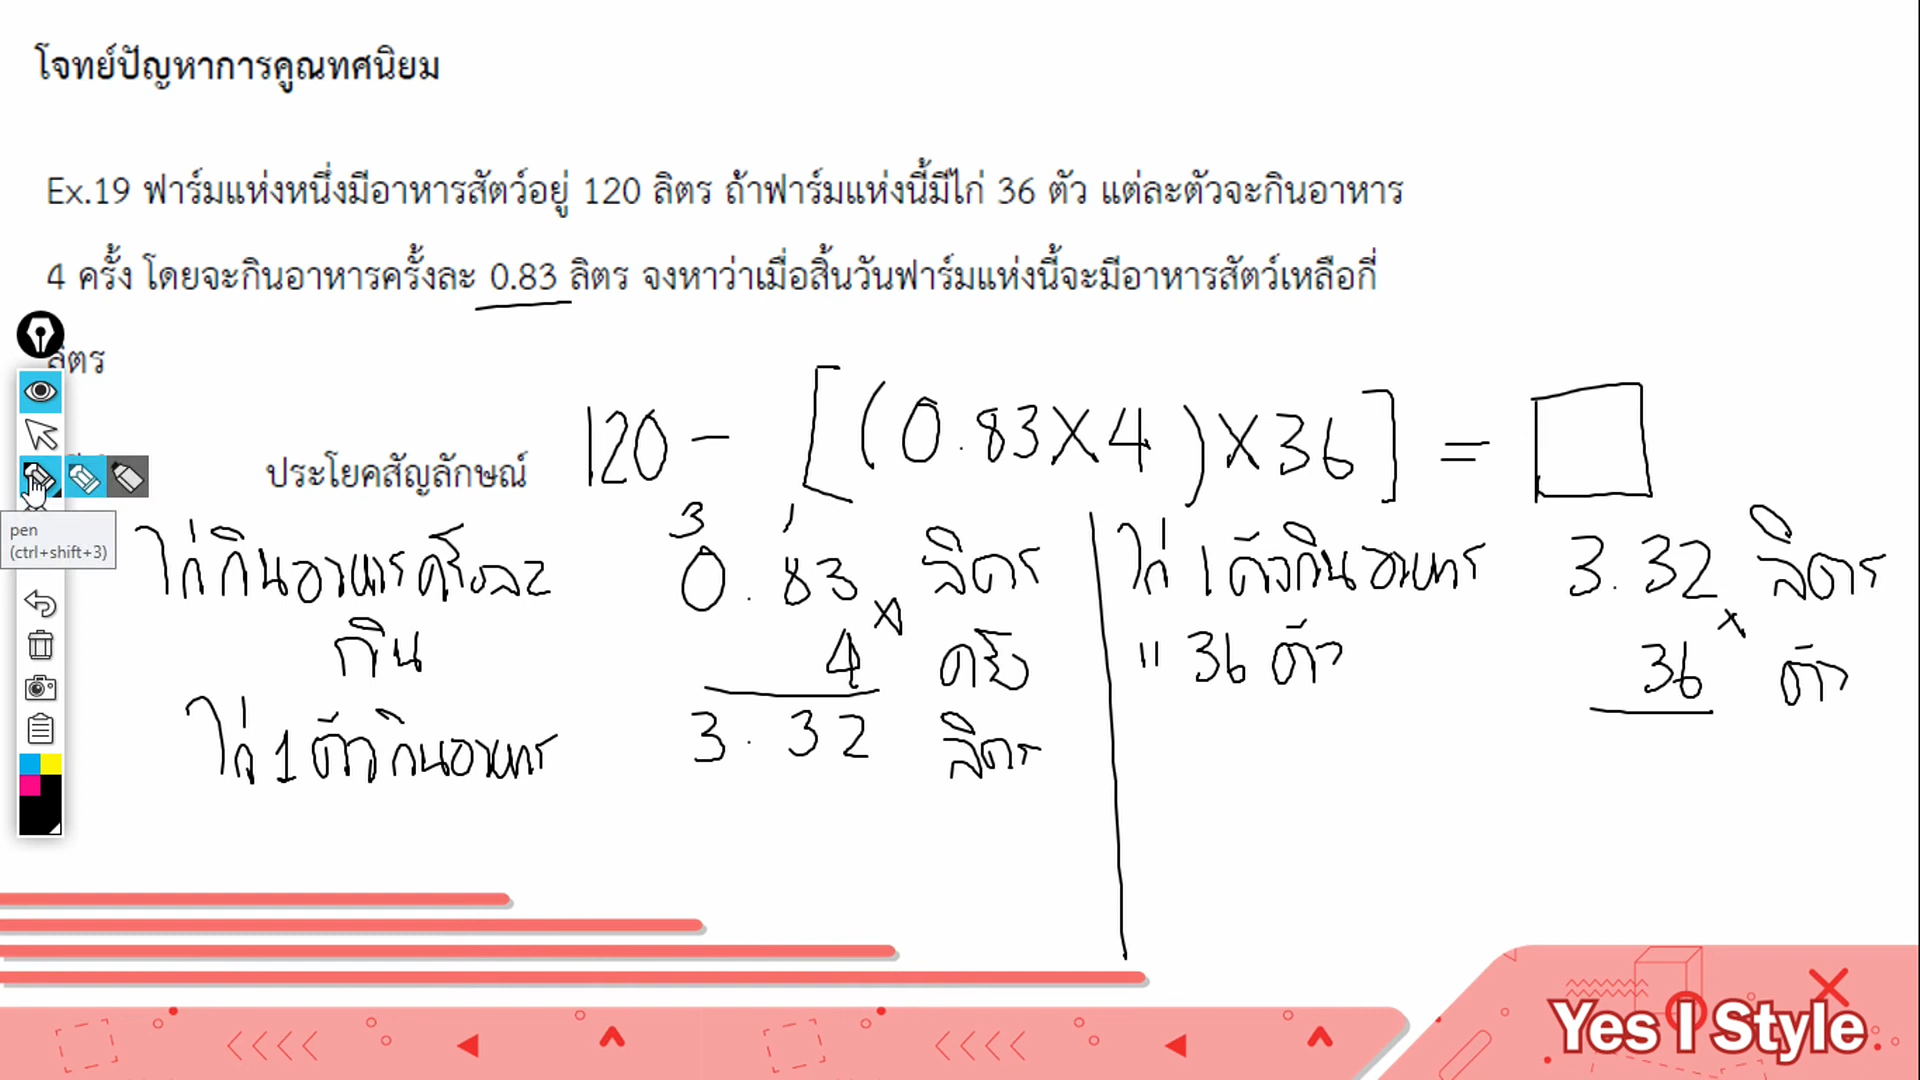 โจทย์ปัญหาการคูณทศนิยม
Ex.19 ฟาร์มแห่งหนึ่งมีอาหารสัตว์อยู่ 120 ลิตร ถ้าฟาร์มแห่งนี้มีไก่ 36 ตัว แต่ละตัวจะกินอาหาร
4 ครั้ง โดยจะกินอาหารครั้งละ 0.83 ลิตร จงหาว่าเมื่อสิ้นวันฟาร์มแห่งนี้จะมีอาหารสัตว์เหลือกี่
ลิตร
ประโยคสัญลักษณ์ 120 - [(0.83 X 4) X 36] = □
3 1
ไก่กินอาหารครั้งละ 0.83 ลิตร
กิน 4 ครั้ง ×
ไก่ 1 ตัวกินอาหาร 3.32 ลิตร
ไก่ 1 ตัวกินอาหาร 3.32 ลิตร
" 36 ตัว 36 ตัว ×
pen
(ctrl+shift+3)
Yes I Style